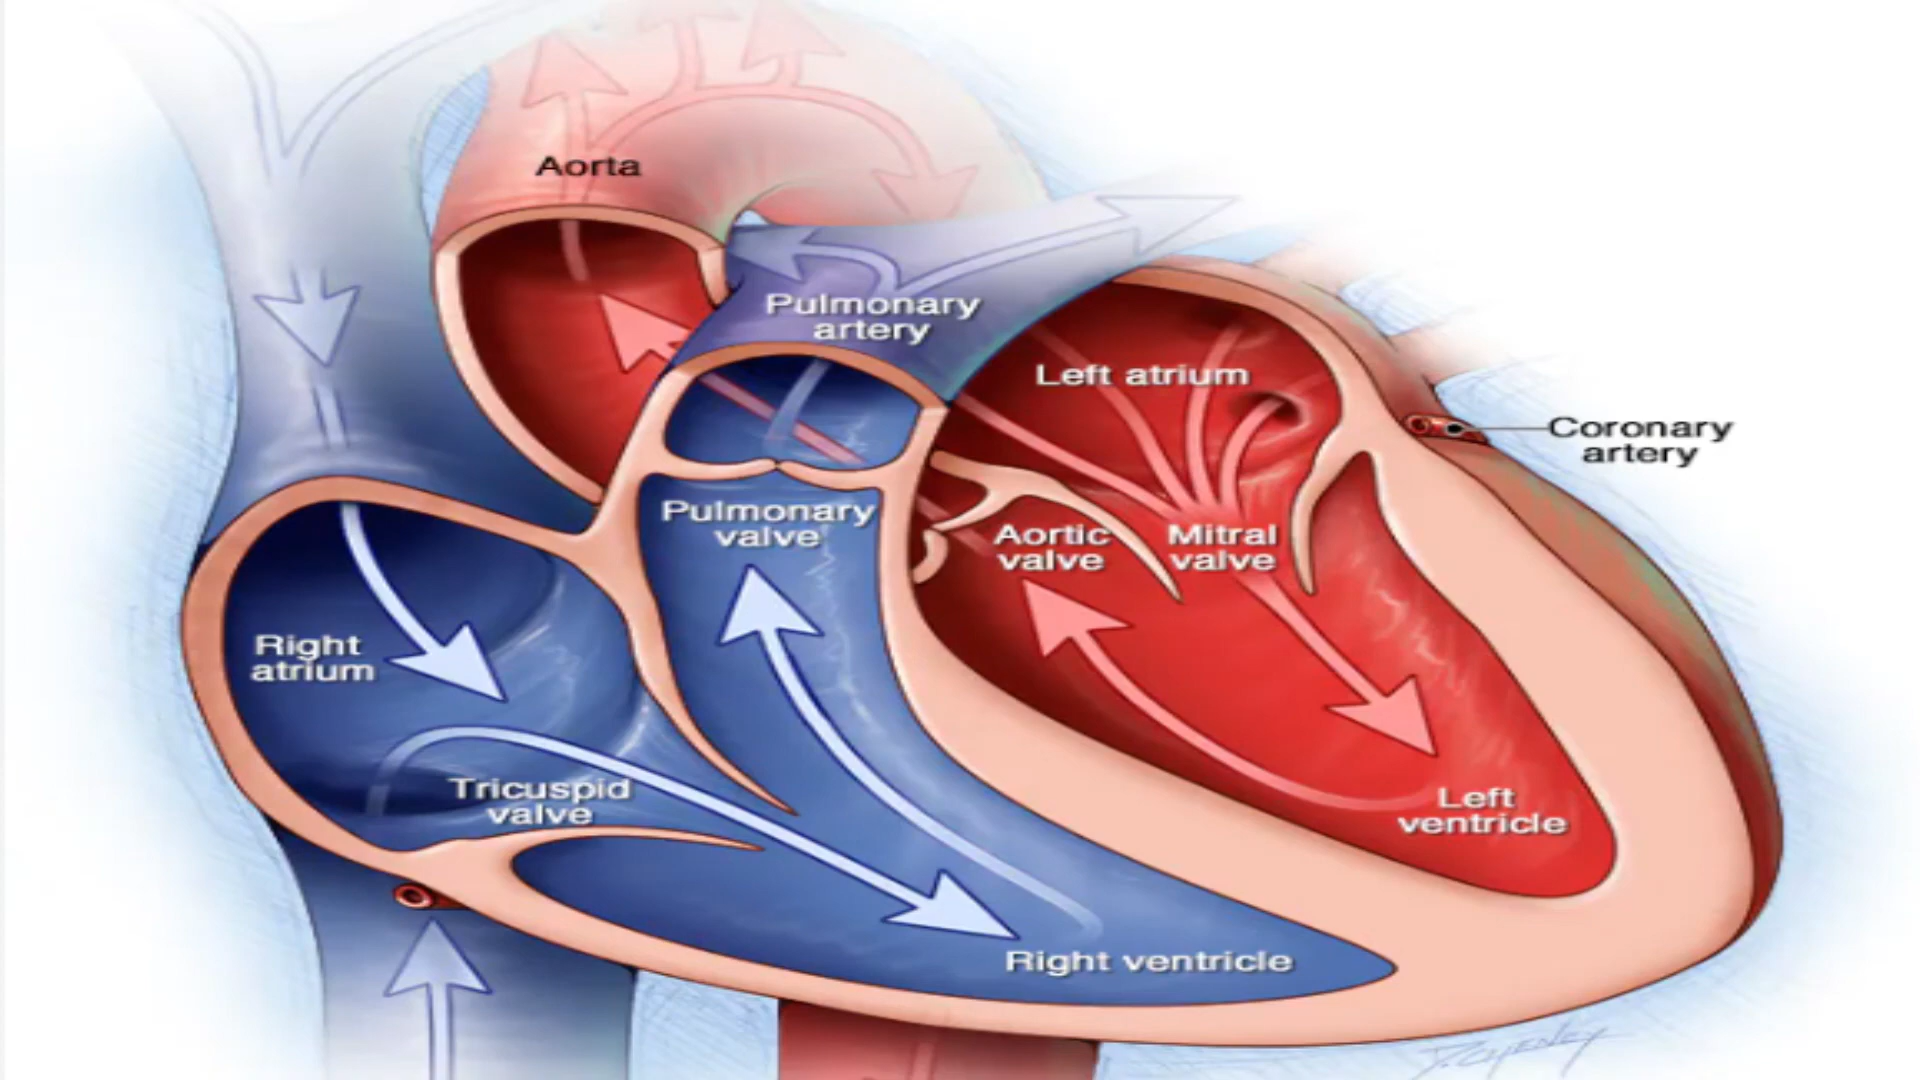 Aorta
Pulmonary
artery
Left atrium
Coronary
artery
Pulmonary
valve
Aortic
valve
Mitral
valve
Right
atrium
Tricuspid
valve
Left
ventricle
Right ventricle
P. CHENEY